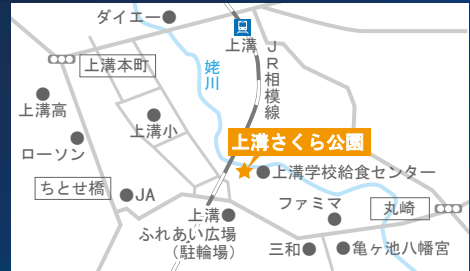 ダイエー
上溝
JR相模線
姥川
上溝本町
上溝高
上溝小
ローソン
上溝さくら公園
上溝学校給食センター
ちとせ橋
JA
ファミマ
丸崎
上溝
ふれあい広場
(駐輪場)
三和
亀ヶ池八幡宮